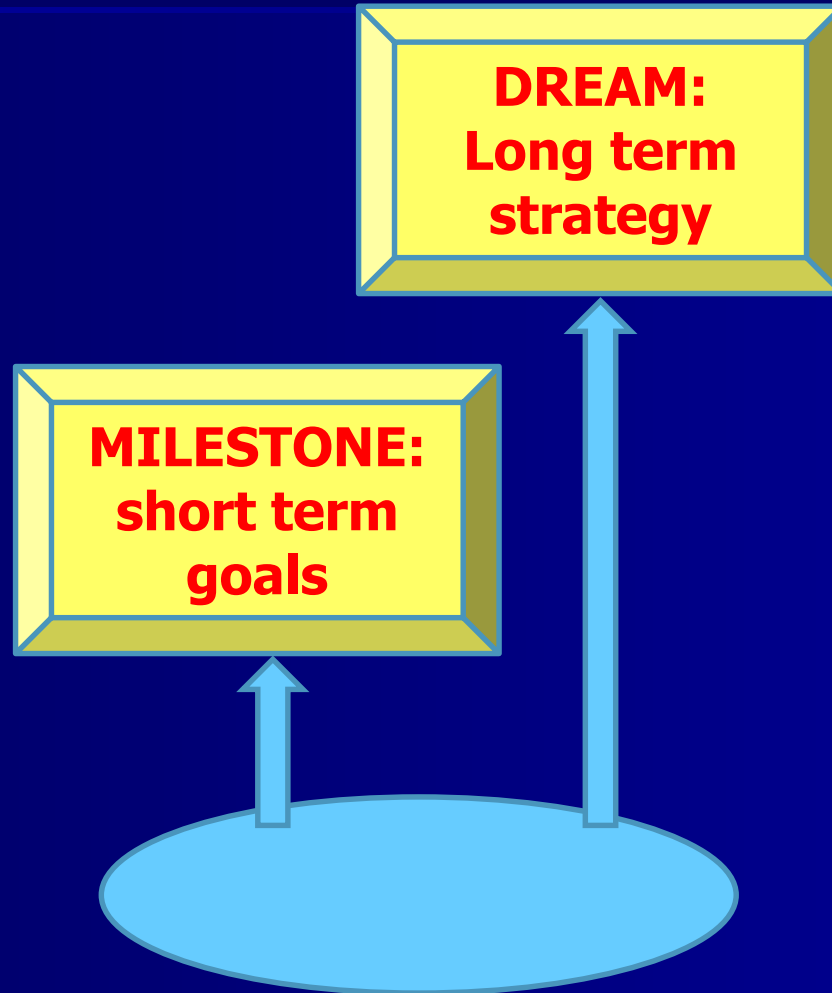 DREAM:
Long term
strategy
MILESTONE:
short term
goals